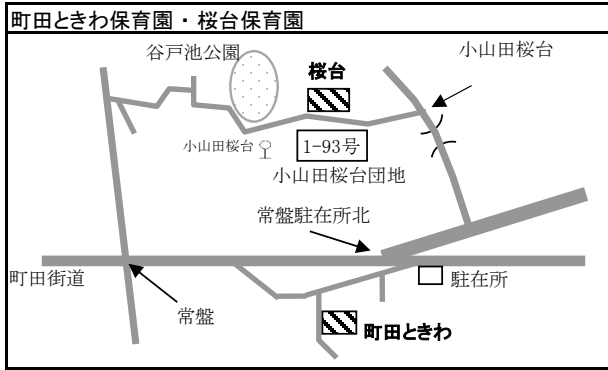 町田ときわ保育園・桜台保育園
谷戸池公園
小山田桜台
桜台
小山田桜台
1-93号
小山田桜台団地
常盤駐在所北
町田街道
駐在所
常盤
町田ときわ